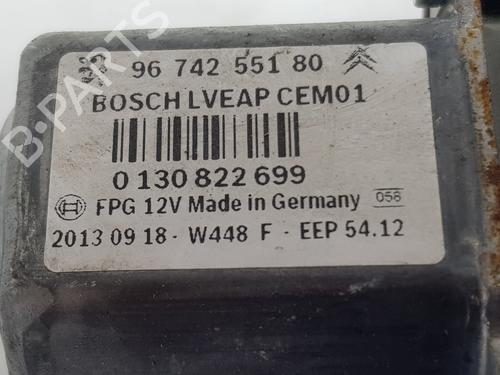 96 742 551 80
BOSCH LVEAP CEM01
0 130 822 699
FPG 12V Made in Germany 056
2013 09 18 - W448 F - EEP 54.12
B-PARTS